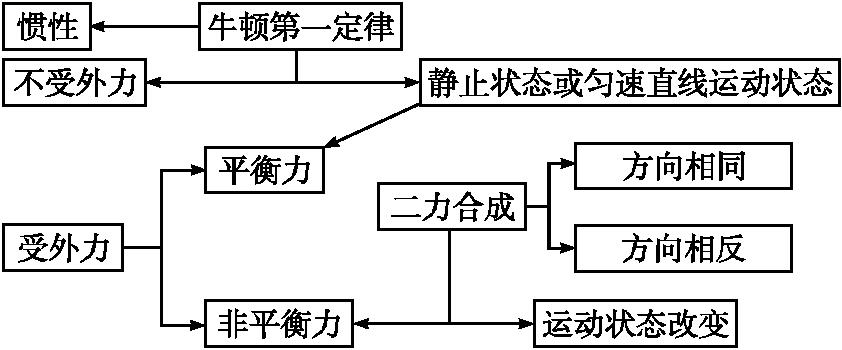 惯性
牛顿第一定律
不受外力
静止状态或匀速直线运动状态
平衡力
方向相同
二力合成
受外力
方向相反
非平衡力
运动状态改变